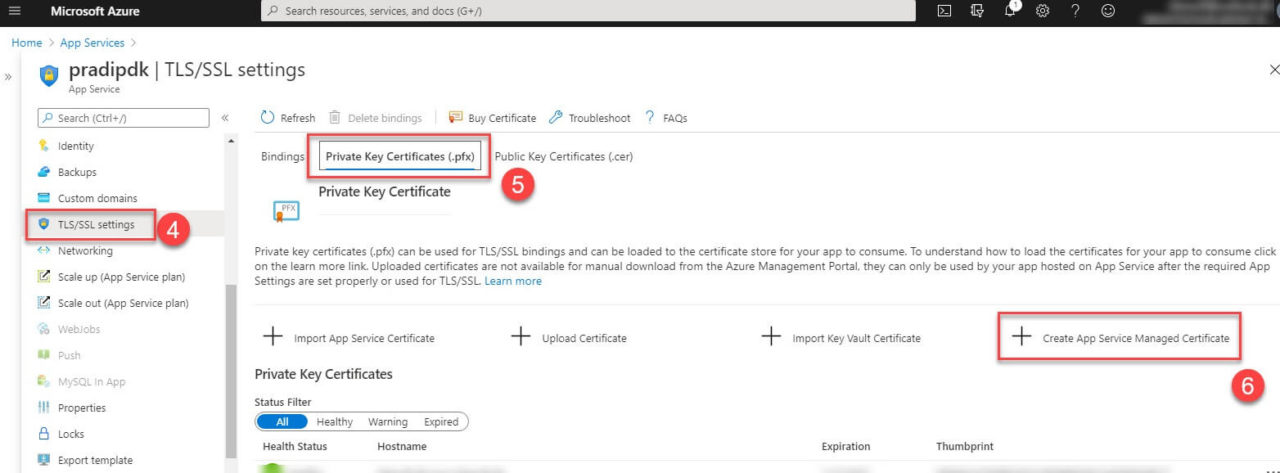 Microsoft Azure
Search resources, services, and docs (G+/)
1
Home > App Services >
pradipdk | TLS/SSL settings
App Service
Search (Ctrl+/)
Identity
Backups
Custom domains
TLS/SSL settings
4
Networking
Scale up (App Service plan)
Scale out (App Service plan)
WebJobs
Push
MySQL In App
Properties
Locks
Export template
Refresh
Delete bindings
Buy Certificate
Troubleshoot
? FAQs
Bindings
Private Key Certificates (.pfx)
Public Key Certificates (.cer)
5
PFX
Private Key Certificate
Private key certificates (.pfx) can be used for TLS/SSL bindings and can be loaded to the certificate store for your app to consume. To understand how to load the certificates for your app to consume click
on the learn more link. Uploaded certificates are not available for manual download from the Azure Management Portal, they can only be used by your app hosted on App Service after the required App
Settings are set properly or used for TLS/SSL. Learn more
Import App Service Certificate
Upload Certificate
Import Key Vault Certificate
Create App Service Managed Certificate
6
Private Key Certificates
Status Filter
All Healthy Warning Expired
Health Status Hostname Expiration Thumbprint